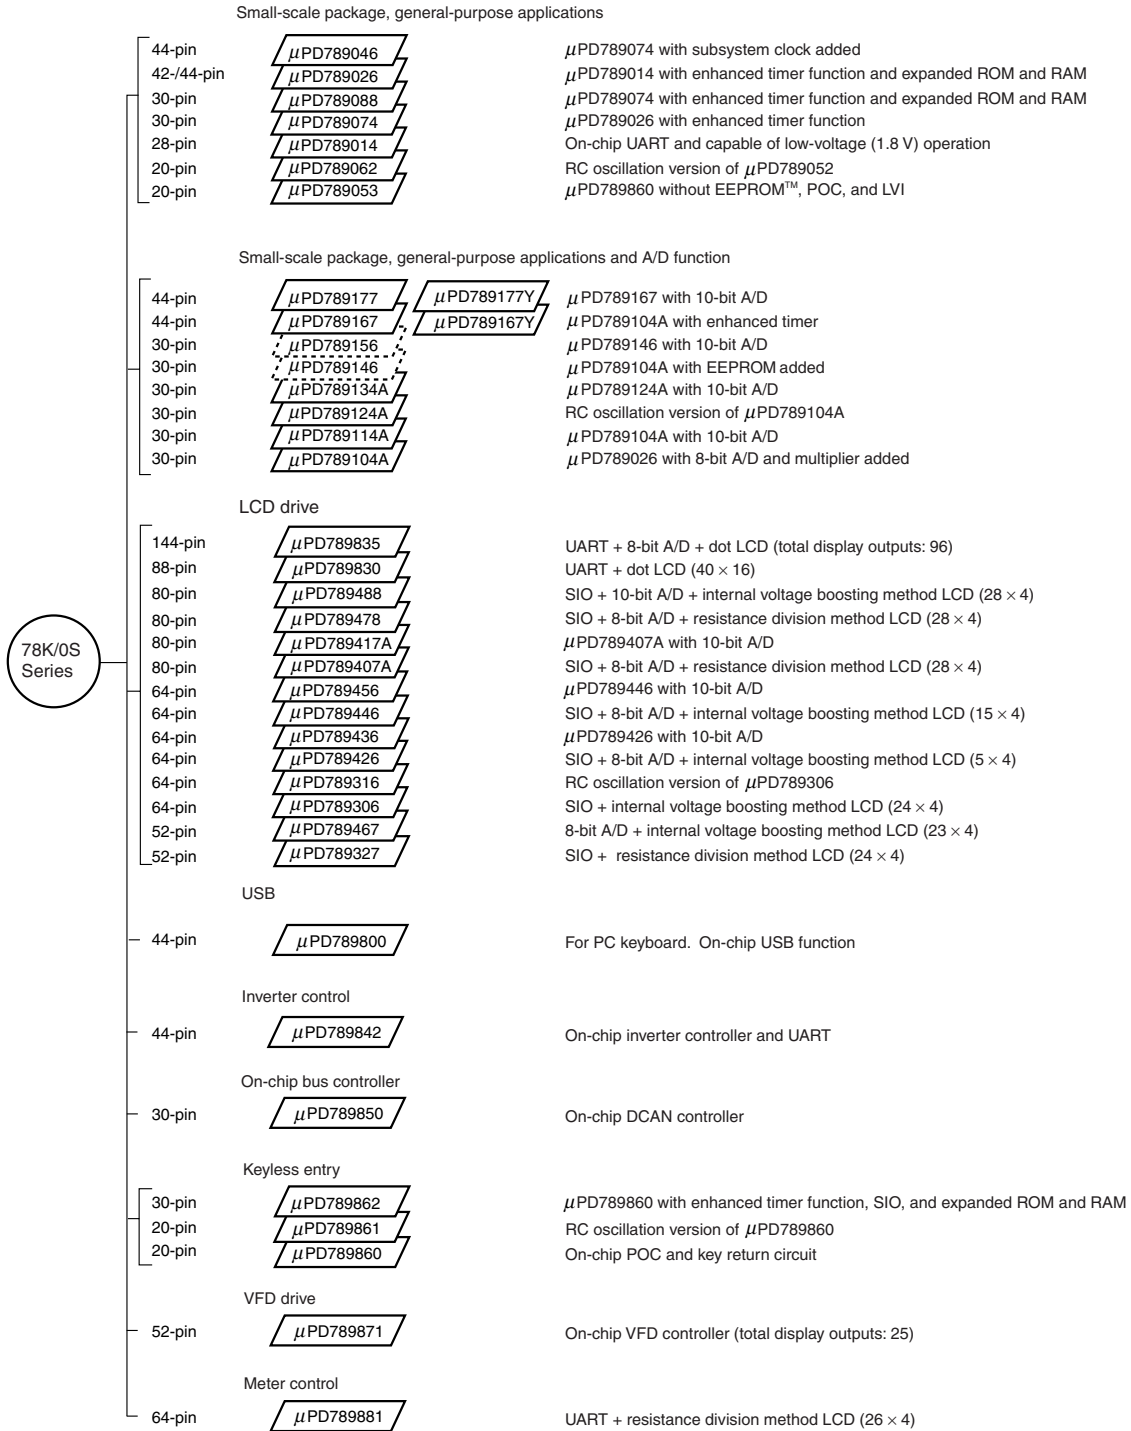 Small-scale package, general-purpose applications
44-pin μPD789046 μPD789074 with subsystem clock added
42-/44-pin μPD789026 μPD789014 with enhanced timer function and expanded ROM and RAM
30-pin μPD789088 μPD789074 with enhanced timer function and expanded ROM and RAM
30-pin μPD789074 μPD789026 with enhanced timer function
28-pin μPD789014 On-chip UART and capable of low-voltage (1.8 V) operation
20-pin μPD789062 RC oscillation version of μPD789052
20-pin μPD789053 μPD789860 without EEPROM™, POC, and LVI
Small-scale package, general-purpose applications and A/D function
44-pin μPD789177 μPD789177Y μPD789167 with 10-bit A/D
44-pin μPD789167 μPD789167Y μPD789104A with enhanced timer
30-pin μPD789156 μPD789146 with 10-bit A/D
30-pin μPD789146 μPD789104A with EEPROM added
30-pin μPD789134A μPD789124A with 10-bit A/D
30-pin μPD789124A RC oscillation version of μPD789104A
30-pin μPD789114A μPD789104A with 10-bit A/D
30-pin μPD789104A μPD789026 with 8-bit A/D and multiplier added
LCD drive
144-pin μPD789835 UART + 8-bit A/D + dot LCD (total display outputs: 96)
88-pin μPD789830 UART + dot LCD (40 × 16)
80-pin μPD789488 SIO + 10-bit A/D + internal voltage boosting method LCD (28 × 4)
80-pin μPD789478 SIO + 8-bit A/D + resistance division method LCD (28 × 4)
80-pin μPD789417A μPD789407A with 10-bit A/D
80-pin μPD789407A SIO + 8-bit A/D + resistance division method LCD (28 × 4)
64-pin μPD789456 μPD789446 with 10-bit A/D
64-pin μPD789446 SIO + 8-bit A/D + internal voltage boosting method LCD (15 × 4)
64-pin μPD789436 μPD789426 with 10-bit A/D
64-pin μPD789426 SIO + 8-bit A/D + internal voltage boosting method LCD (5 × 4)
64-pin μPD789316 RC oscillation version of μPD789306
64-pin μPD789306 SIO + internal voltage boosting method LCD (24 × 4)
52-pin μPD789467 8-bit A/D + internal voltage boosting method LCD (23 × 4)
52-pin μPD789327 SIO + resistance division method LCD (24 × 4)
78K/0S
Series
USB
44-pin μPD789800 For PC keyboard. On-chip USB function
Inverter control
44-pin μPD789842 On-chip inverter controller and UART
On-chip bus controller
30-pin μPD789850 On-chip DCAN controller
Keyless entry
30-pin μPD789862 μPD789860 with enhanced timer function, SIO, and expanded ROM and RAM
20-pin μPD789861 RC oscillation version of μPD789860
20-pin μPD789860 On-chip POC and key return circuit
VFD drive
52-pin μPD789871 On-chip VFD controller (total display outputs: 25)
Meter control
64-pin μPD789881 UART + resistance division method LCD (26 × 4)